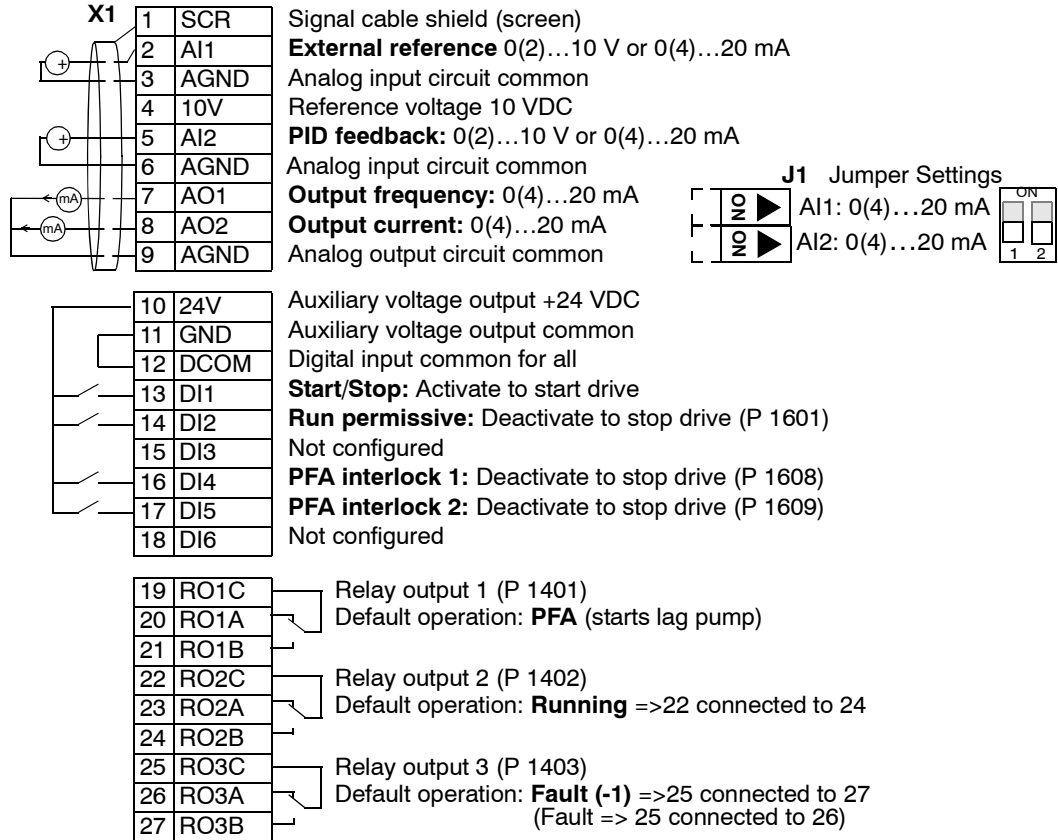 X1
1 SCR Signal cable shield (screen)
2 AI1 External reference 0(2)…10 V or 0(4)…20 mA
3 AGND Analog input circuit common
4 10V Reference voltage 10 VDC
5 AI2 PID feedback: 0(2)…10 V or 0(4)…20 mA
6 AGND Analog input circuit common
7 AO1 Output frequency: 0(4)…20 mA
8 AO2 Output current: 0(4)…20 mA
9 AGND Analog output circuit common
+
+
mA
mA
J1 Jumper Settings
ON AI1: 0(4)…20 mA
ON AI2: 0(4)…20 mA
ON
1 2
10 24V Auxiliary voltage output +24 VDC
11 GND Auxiliary voltage output common
12 DCOM Digital input common for all
13 DI1 Start/Stop: Activate to start drive
14 DI2 Run permissive: Deactivate to stop drive (P 1601)
15 DI3 Not configured
16 DI4 PFA interlock 1: Deactivate to stop drive (P 1608)
17 DI5 PFA interlock 2: Deactivate to stop drive (P 1609)
18 DI6 Not configured
19 RO1C Relay output 1 (P 1401)
20 RO1A Default operation: PFA (starts lag pump)
21 RO1B
22 RO2C Relay output 2 (P 1402)
23 RO2A Default operation: Running =>22 connected to 24
24 RO2B
25 RO3C Relay output 3 (P 1403)
26 RO3A Default operation: Fault (-1) =>25 connected to 27
27 RO3B (Fault => 25 connected to 26)